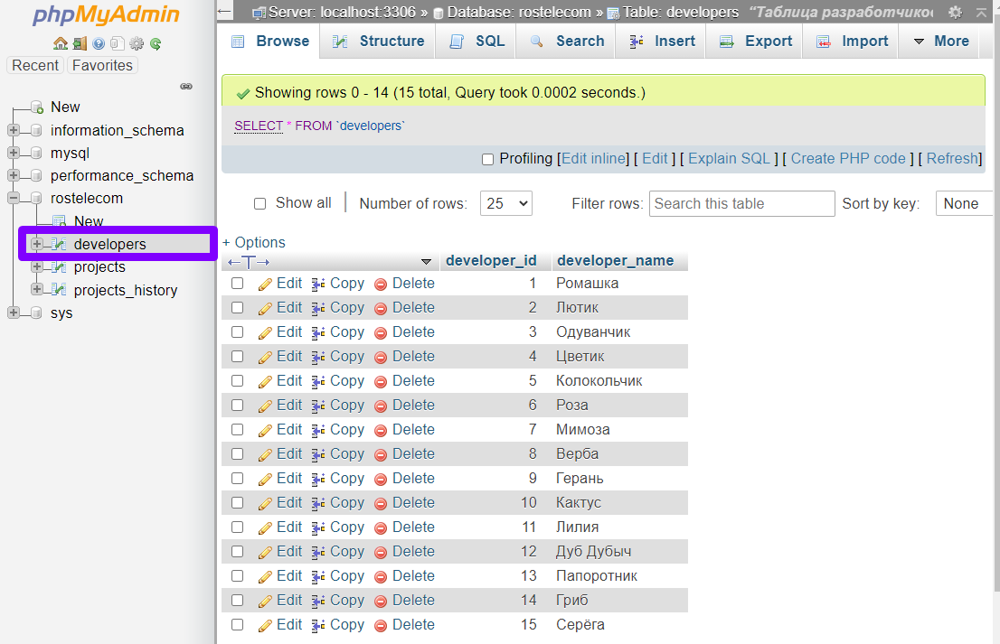 phpMyAdmin
Recent Favorites
New
information_schema
mysql
performance_schema
rostelecom
New
developers
projects
projects_history
sys
Server: localhost:3306 » Database: rostelecom » Table: developers "Таблица разработчиков
Browse Structure SQL Search Insert Export Import More
Showing rows 0 - 14 (15 total, Query took 0.0002 seconds.)
SELECT * FROM `developers`
Profiling [Edit inline] [ Edit ] [ Explain SQL ] [ Create PHP code ] [ Refresh]
Show all Number of rows: 25 Filter rows: Search this table Sort by key: None
+ Options
←T→ developer_id developer_name
Edit Copy Delete 1 Ромашка
Edit Copy Delete 2 Лютик
Edit Copy Delete 3 Одуванчик
Edit Copy Delete 4 Цветик
Edit Copy Delete 5 Колокольчик
Edit Copy Delete 6 Роза
Edit Copy Delete 7 Мимоза
Edit Copy Delete 8 Верба
Edit Copy Delete 9 Герань
Edit Copy Delete 10 Кактус
Edit Copy Delete 11 Лилия
Edit Copy Delete 12 Дуб Дубыч
Edit Copy Delete 13 Папоротник
Edit Copy Delete 14 Гриб
Edit Copy Delete 15 Серёга